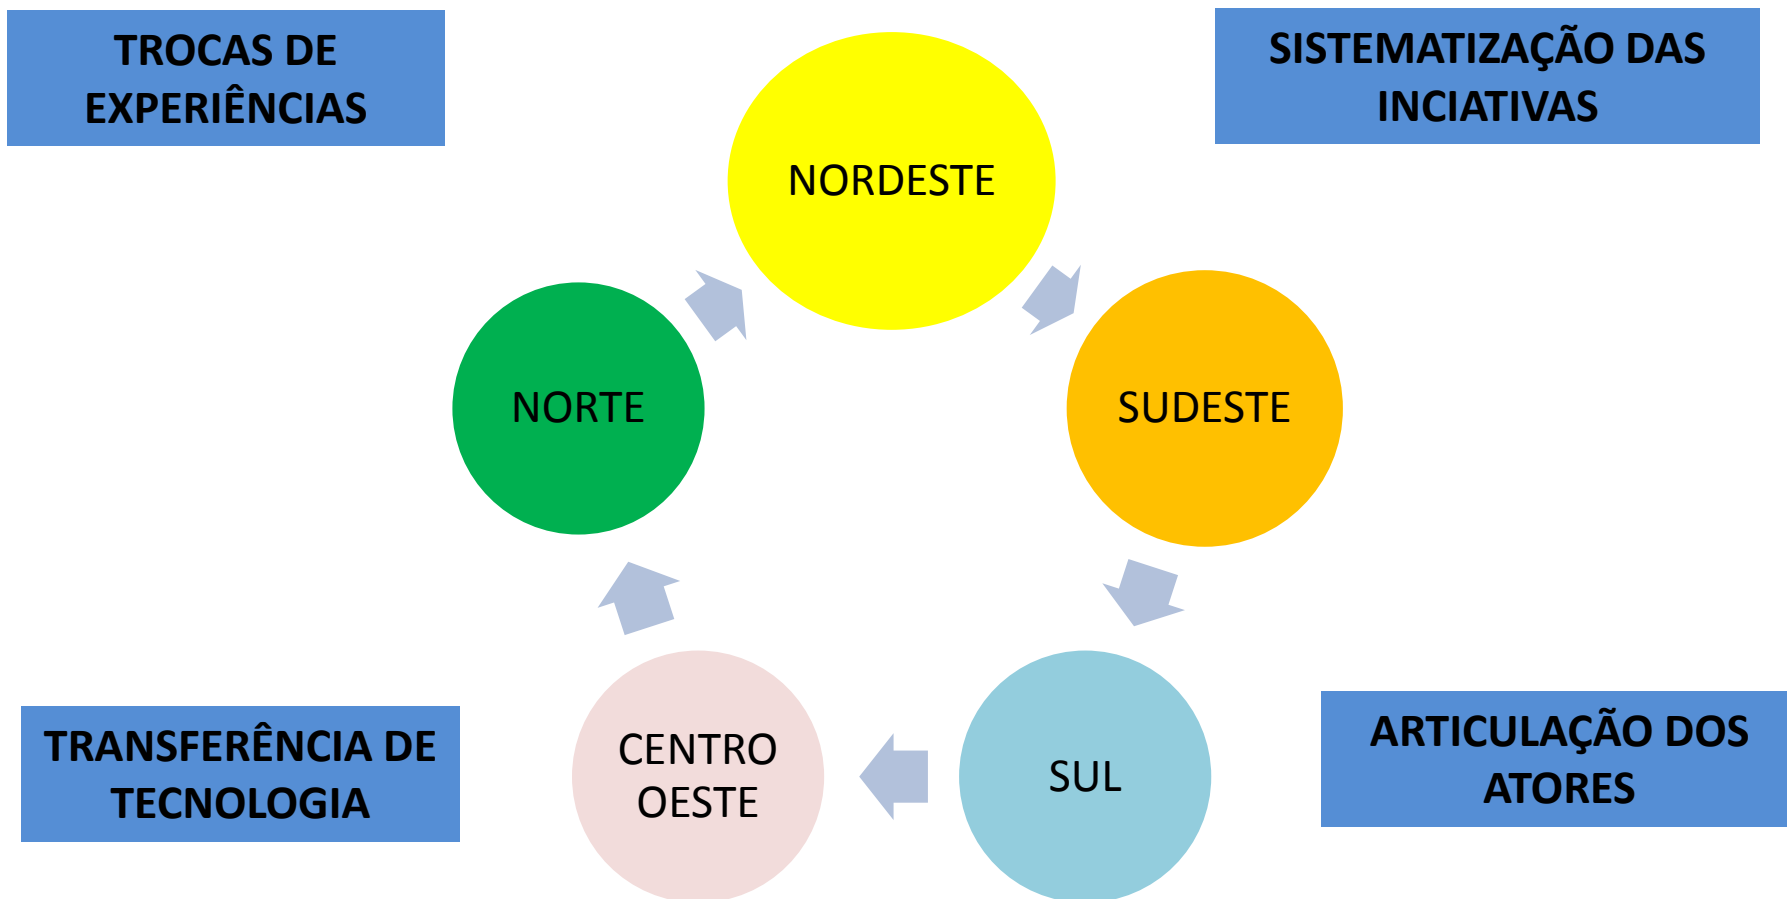 TROCAS DE
EXPERIÊNCIAS
SISTEMATIZAÇÃO DAS
INCIATIVAS
NORDESTE
NORTE
SUDESTE
TRANSFERÊNCIA DE
TECNOLOGIA
CENTRO
OESTE
SUL
ARTICULAÇÃO DOS
ATORES